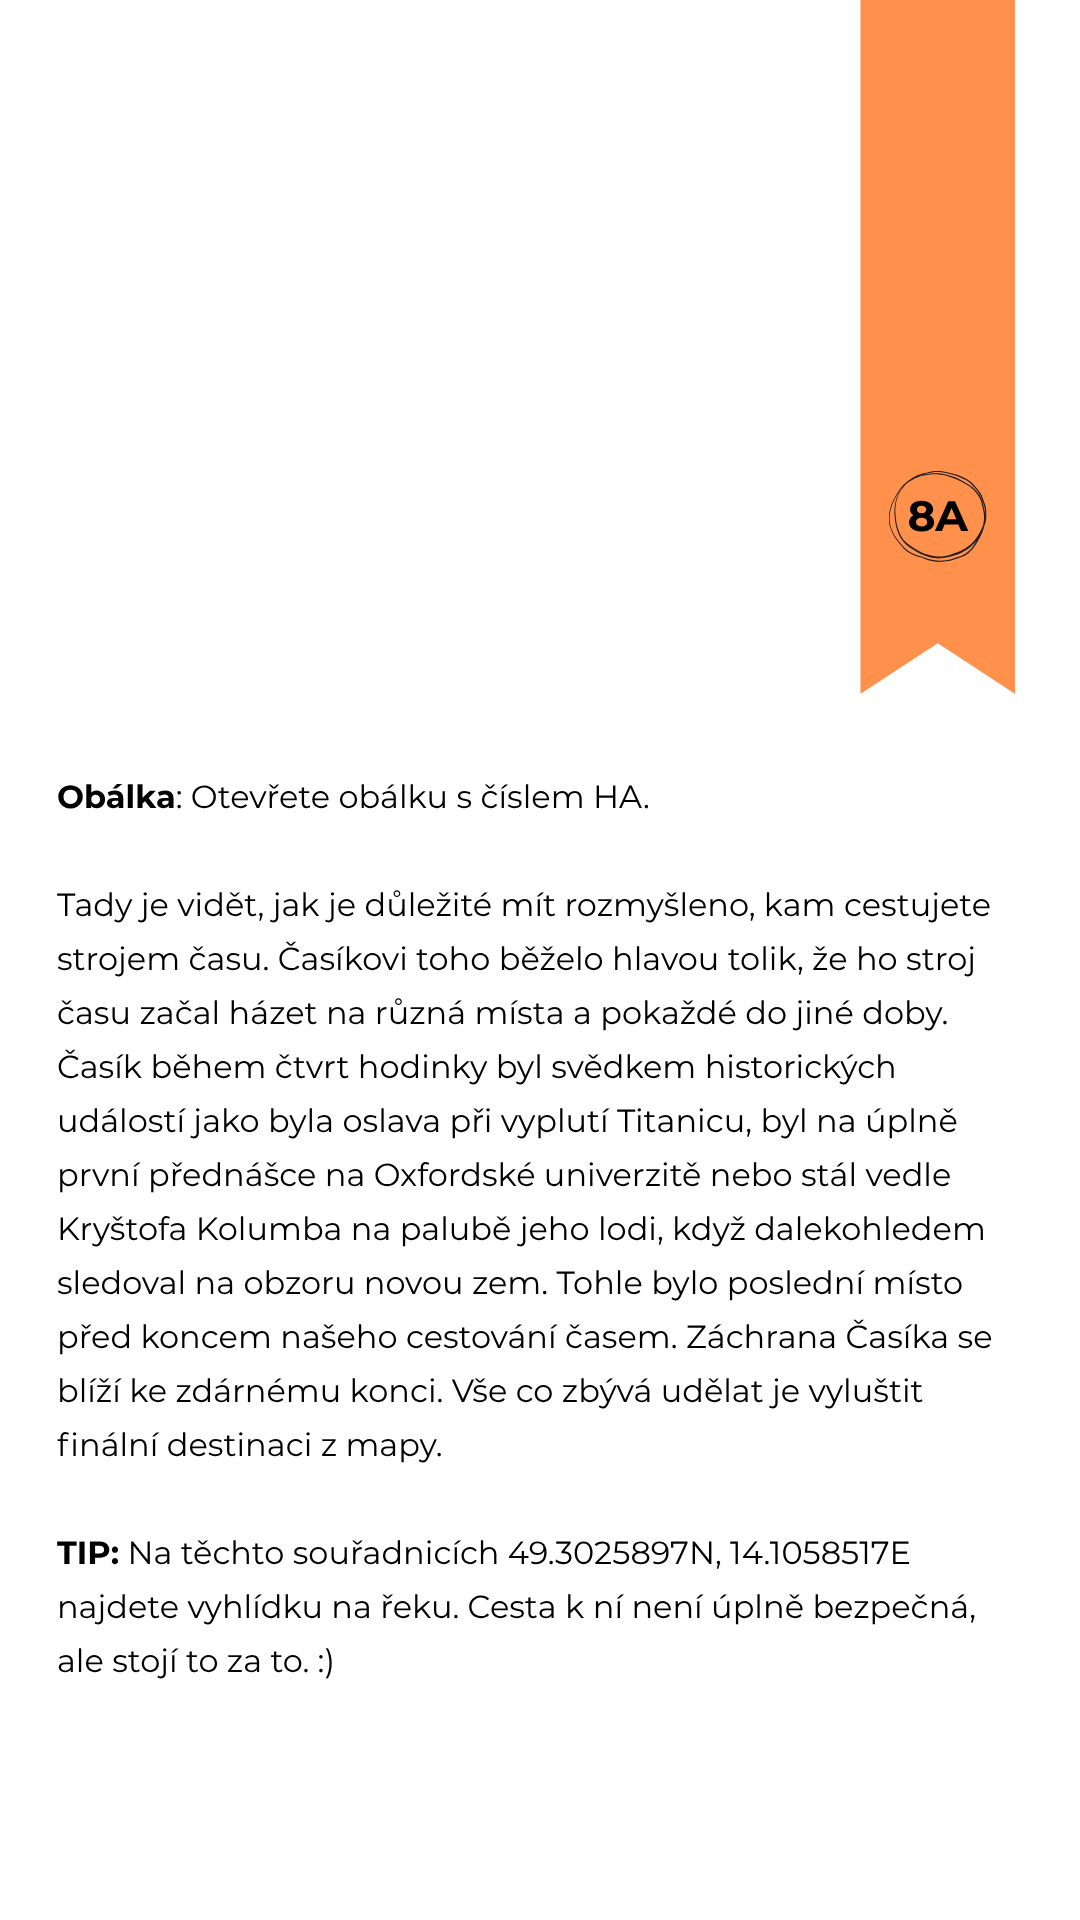 8A
Obálka: Otevřete obálku s číslem HA.
Tady je vidět, jak je důležité mít rozmyšleno, kam cestujete
strojem času. Časíkovi toho běželo hlavou tolik, že ho stroj
času začal házet na různá místa a pokaždé do jiné doby.
Časík během čtvrt hodinky byl svědkem historických
událostí jako byla oslava při vyplutí Titanicu, byl na úplně
první přednášce na Oxfordské univerzitě nebo stál vedle
Kryštofa Kolumba na palubě jeho lodi, když dalekohledem
sledoval na obzoru novou zem. Tohle bylo poslední místo
před koncem našeho cestování časem. Záchrana Časíka se
blíží ke zdárnému konci. Vše co zbývá udělat je vyluštit
finální destinaci z mapy.
TIP: Na těchto souřadnicích 49.3025897N, 14.1058517E
najdete vyhlídku na řeku. Cesta k ní není úplně bezpečná,
ale stojí to za to. :)